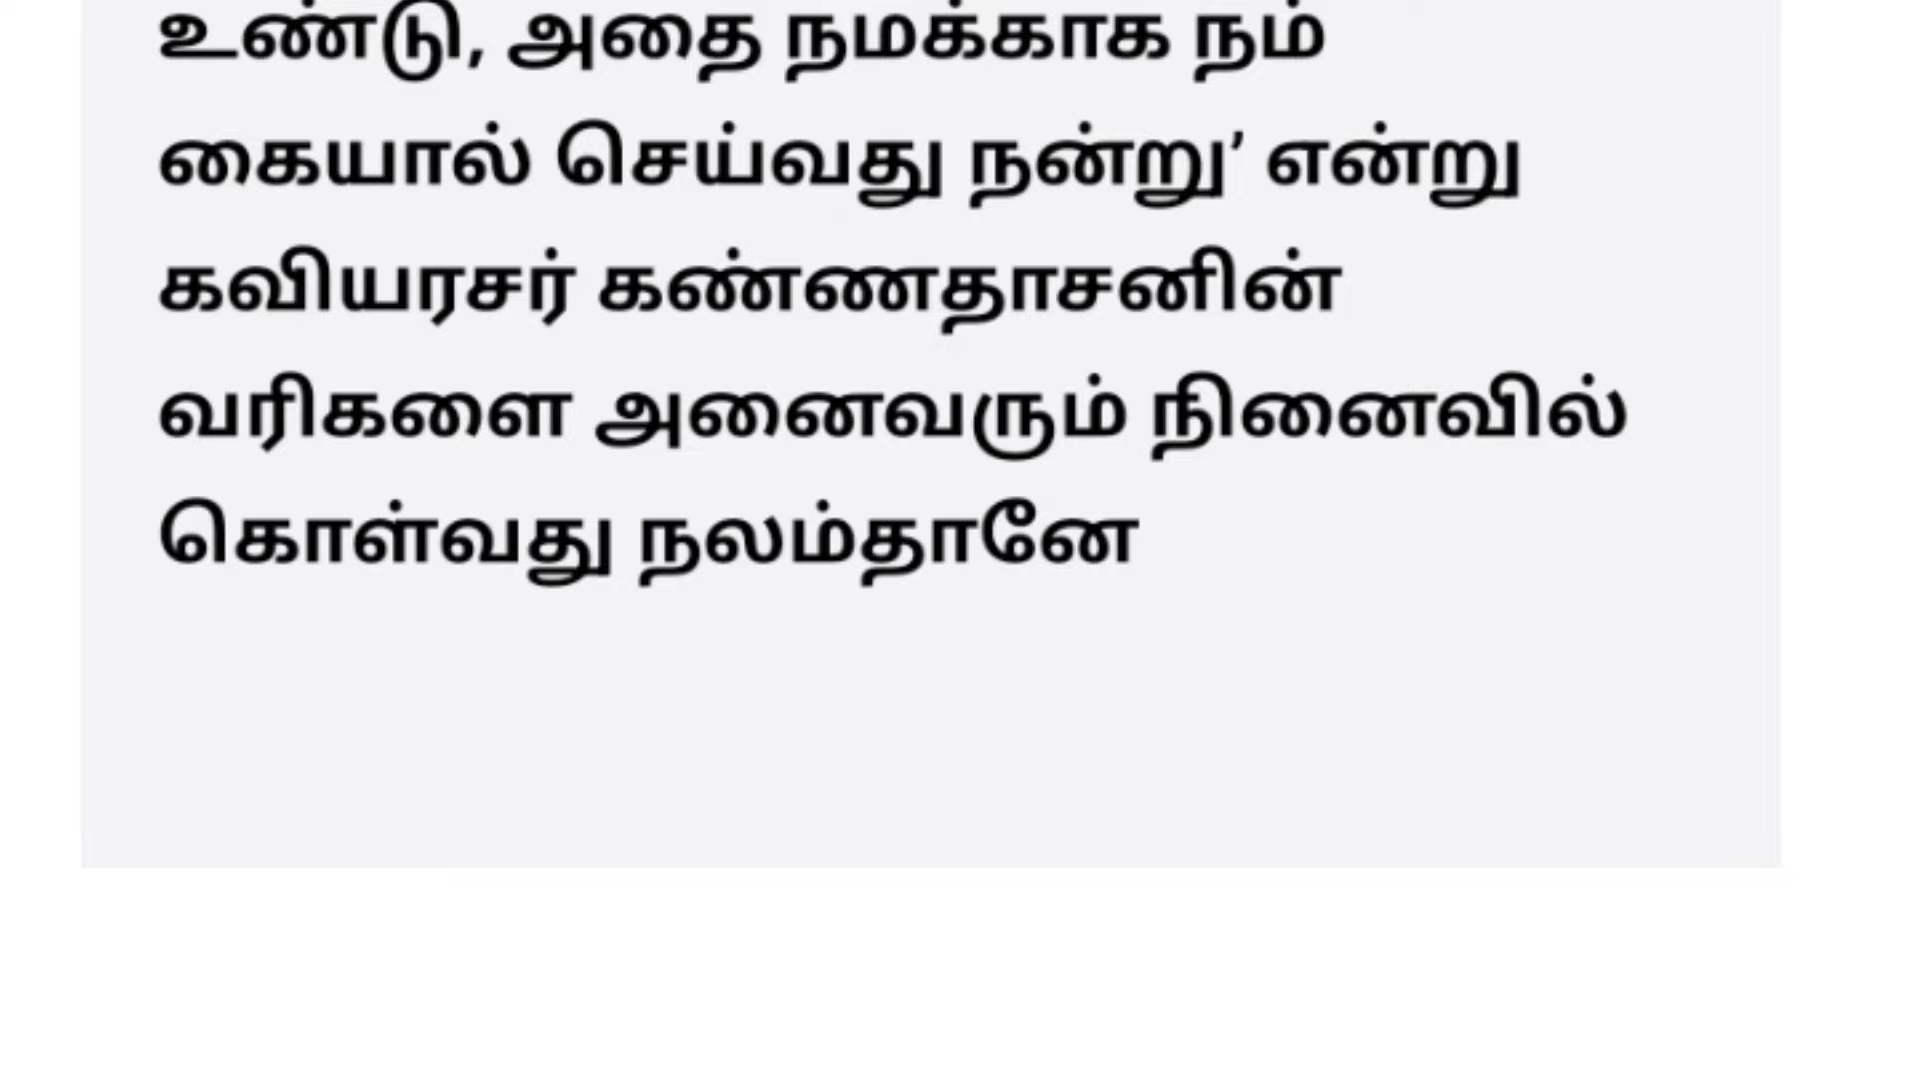 உண்டு, அதை நமக்காக நம்
கையால் செய்வது நன்று’ என்று
கவியரசர் கண்ணதாசனின்
வரிகளை அனைவரும் நினைவில்
கொள்வது நலம்தானே